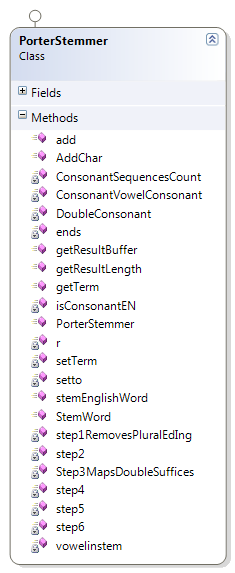 PorterStemmer
Class
Fields
Methods
add
AddChar
ConsonantSequencesCount
ConsonantVowelConsonant
DoubleConsonant
ends
getResultBuffer
getResultLength
getTerm
isConsonantEN
PorterStemmer
r
setTerm
setto
stemEnglishWord
StemWord
step1RemovesPluralEdIng
step2
Step3MapsDoubleSuffices
step4
step5
step6
vowelinstem